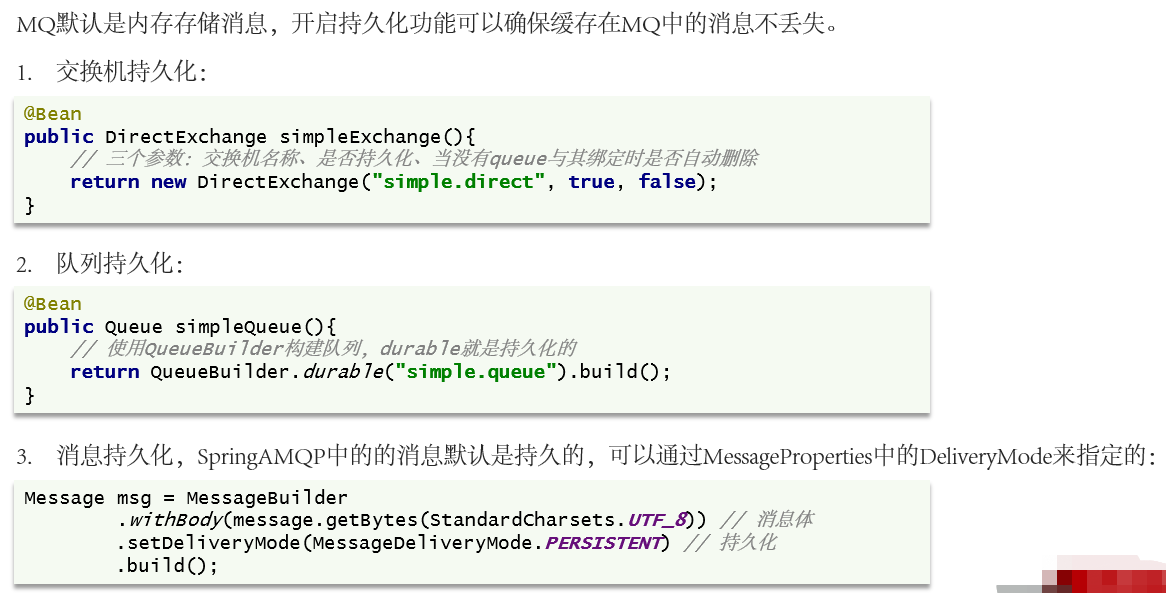 MQ默认是内存存储消息，开启持久化功能可以确保缓存在MQ中的消息不丢失。
1. 交换机持久化：
@Bean
public DirectExchange simpleExchange(){
    // 三个参数：交换机名称、是否持久化、当没有queue与其绑定时是否自动删除
    return new DirectExchange("simple.direct", true, false);
}
2. 队列持久化：
@Bean
public Queue simpleQueue(){
    // 使用QueueBuilder构建队列，durable就是持久化的
    return QueueBuilder.durable("simple.queue").build();
}
3. 消息持久化，SpringAMQP中的的消息默认是持久的，可以通过MessageProperties中的DeliveryMode来指定的：
Message msg = MessageBuilder
        .withBody(message.getBytes(StandardCharsets.UTF_8)) // 消息体
        .setDeliveryMode(MessageDeliveryMode.PERSISTENT) // 持久化
        .build();